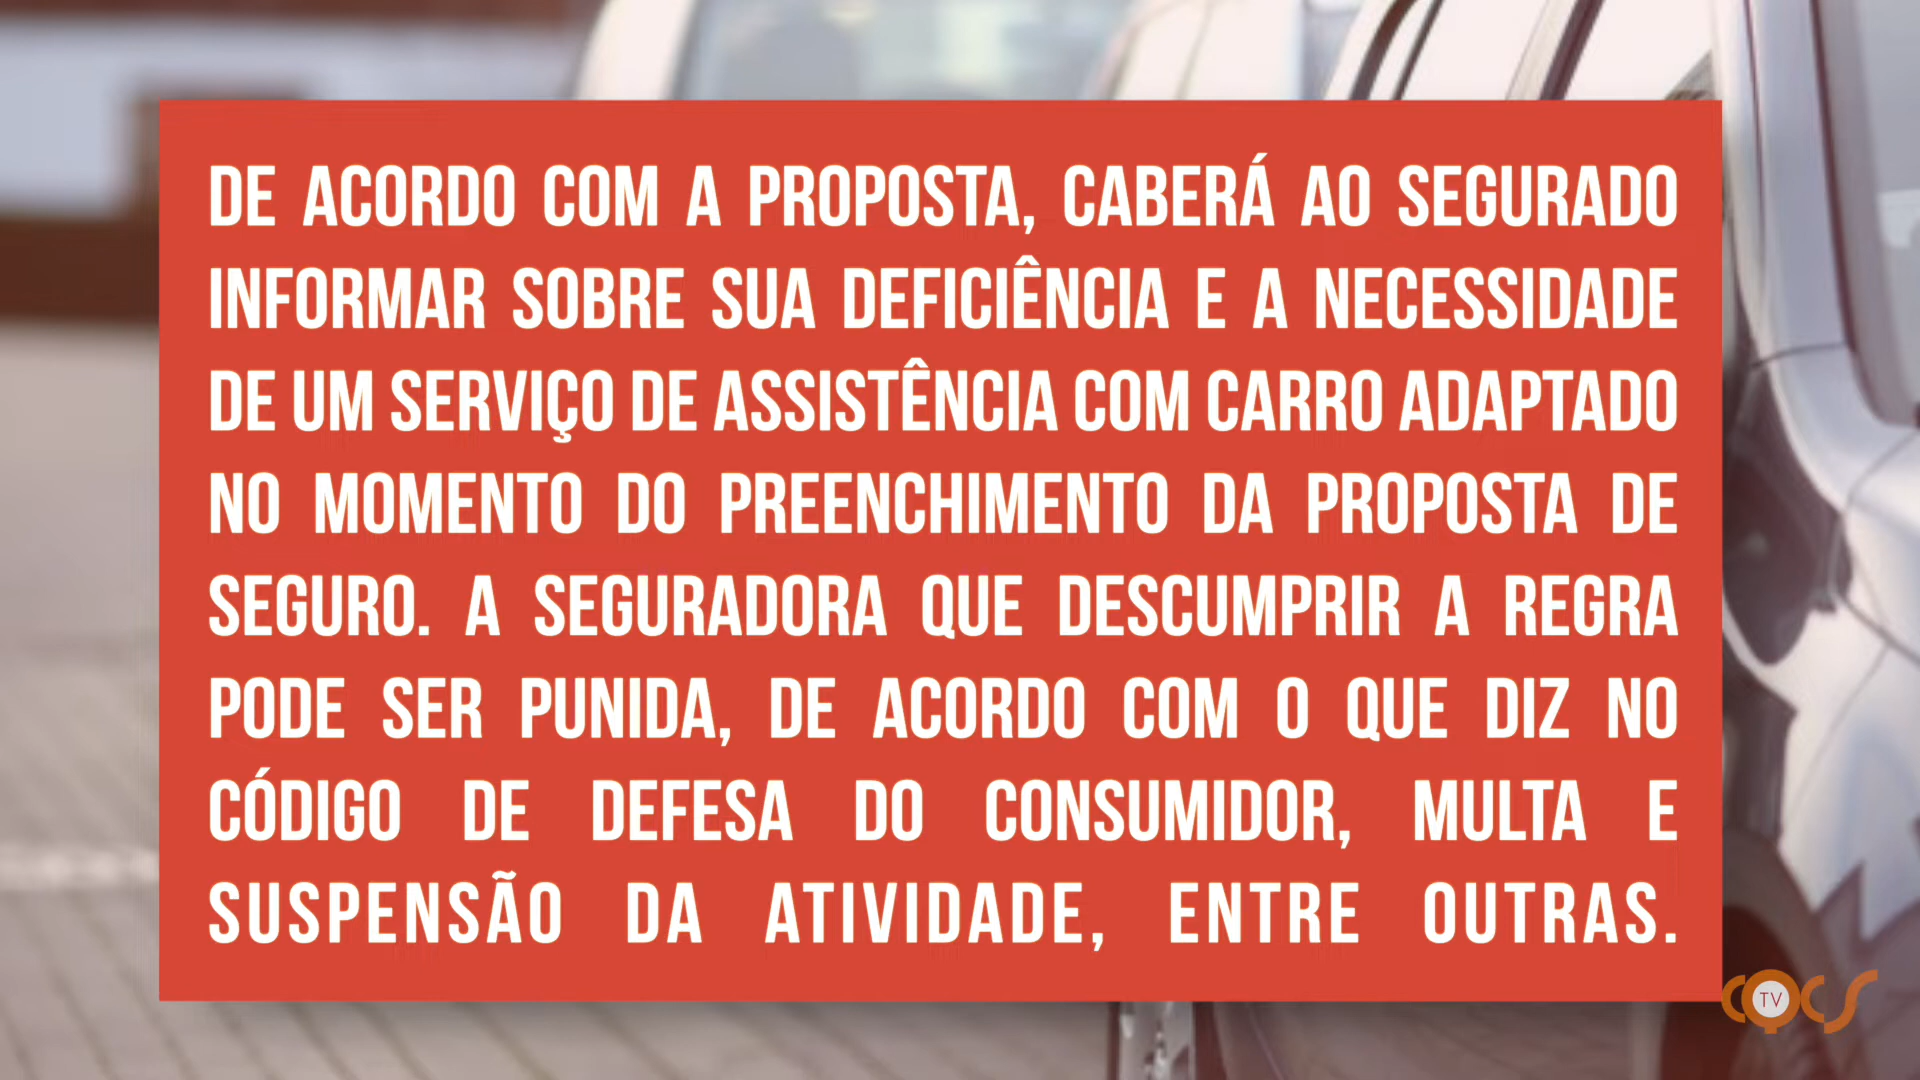 DE ACORDO COM A PROPOSTA, CABERÁ AO SEGURADO
INFORMAR SOBRE SUA DEFICIÊNCIA E A NECESSIDADE
DE UM SERVIÇO DE ASSISTÊNCIA COM CARRO ADAPTADO
NO MOMENTO DO PREENCHIMENTO DA PROPOSTA DE
SEGURO. A SEGURADORA QUE DESCUMPRIR A REGRA
PODE SER PUNIDA, DE ACORDO COM O QUE DIZ NO
CÓDIGO DE DEFESA DO CONSUMIDOR, MULTA E
SUSPENSÃO DA ATIVIDADE, ENTRE OUTRAS.
CQCS
TV